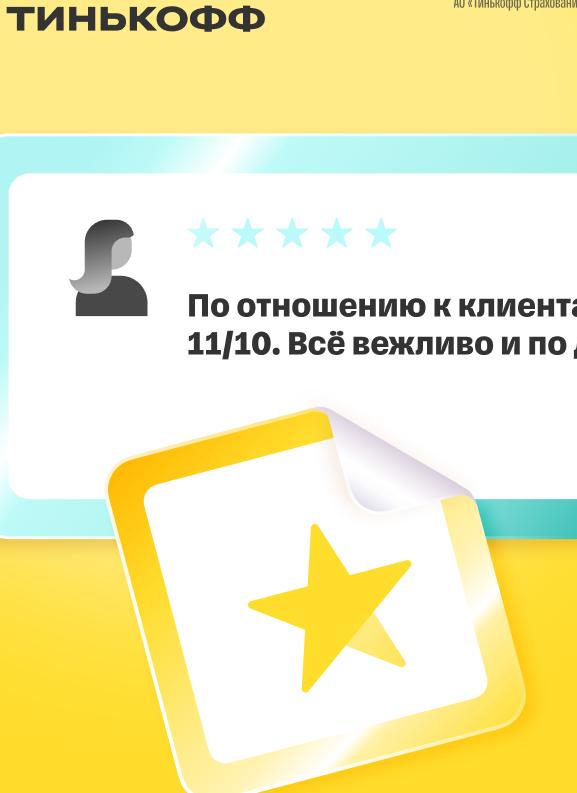 ТИНЬКОФФ
АО «Тинькофф Страховани
По отношению к клиента
11/10. Всё вежливо и по